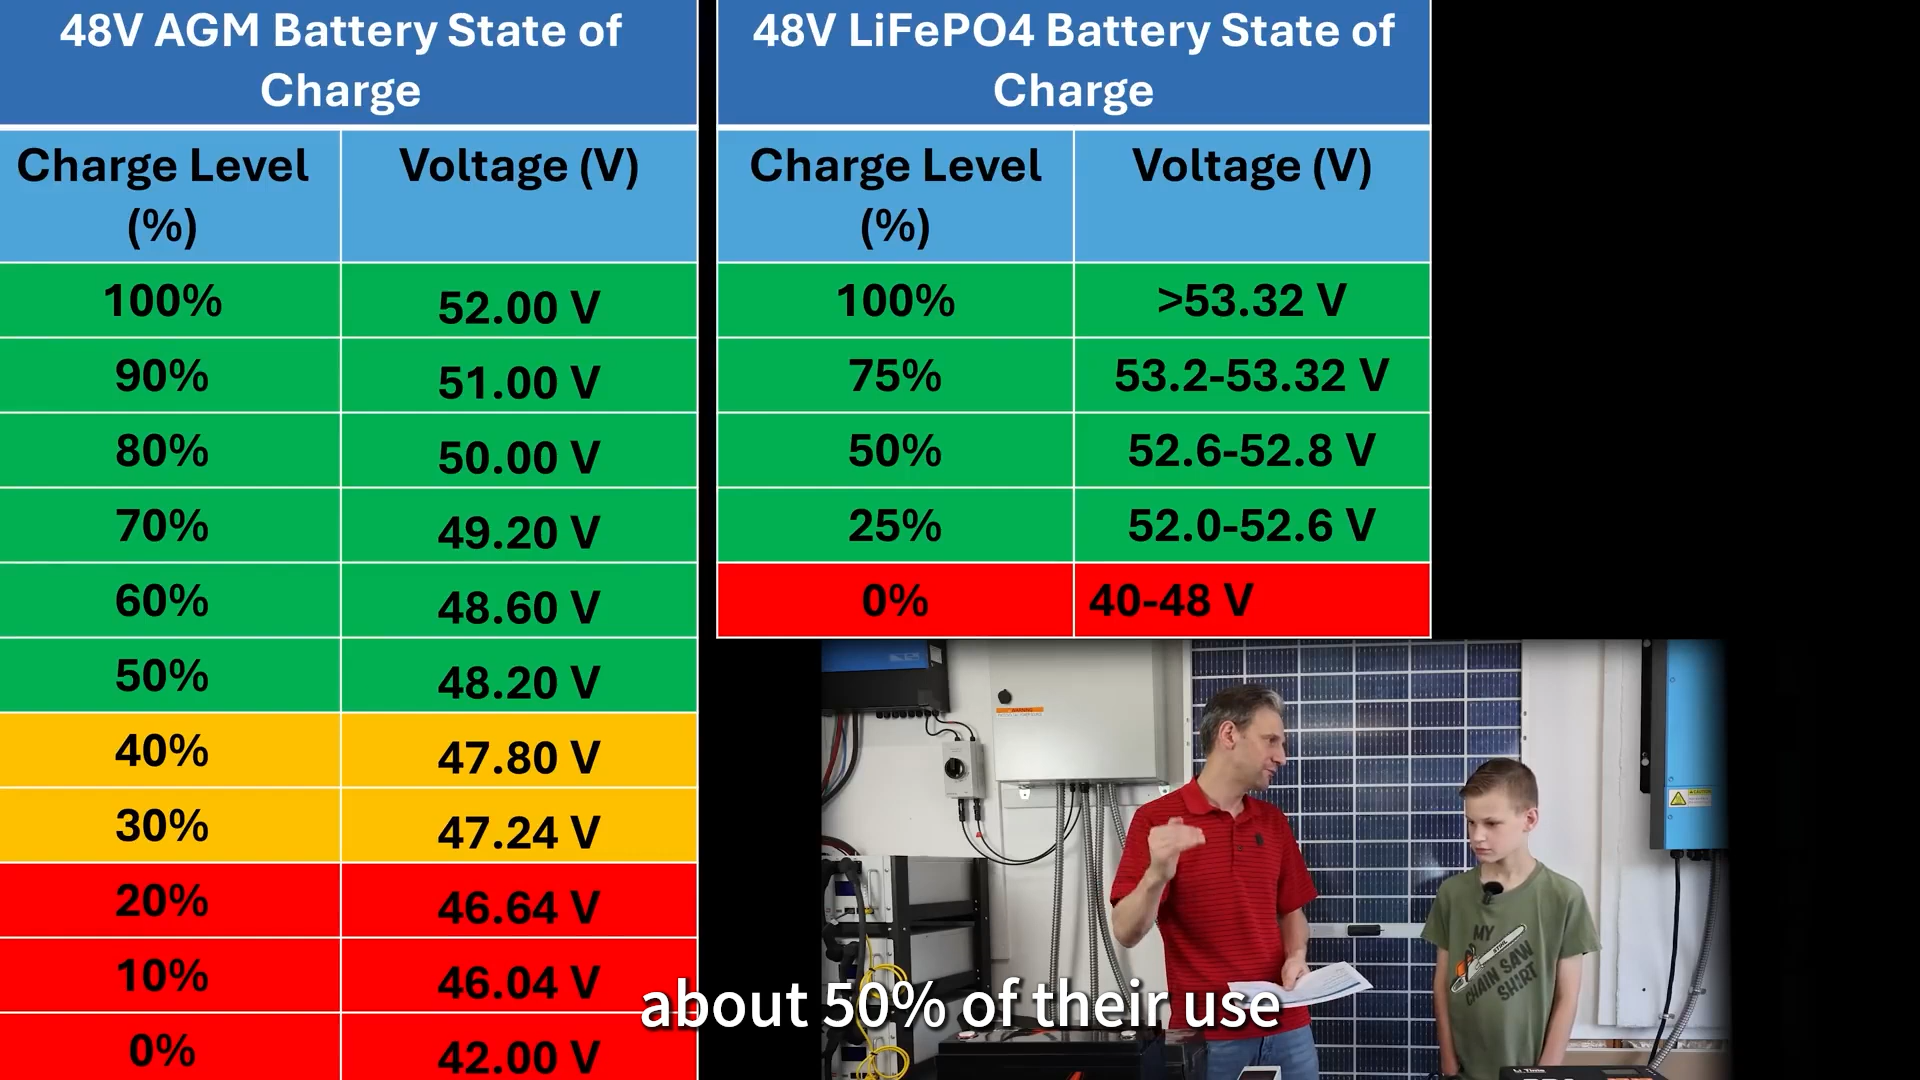 48V AGM Battery State of
Charge
Charge Level
(%)
Voltage (V)
100%
52.00 V
90%
51.00 V
80%
50.00 V
70%
49.20 V
60%
48.60 V
50%
48.20 V
40%
47.80 V
30%
47.24 V
20%
46.64 V
10%
46.04 V
0%
42.00 V
48V LiFePO4 Battery State of
Charge
Charge Level
(%)
Voltage (V)
100%
>53.32 V
75%
53.2-53.32 V
50%
52.6-52.8 V
25%
52.0-52.6 V
0%
40-48 V
WARNING
MY
STIHL
CHAIN SAW
SHIRT
about 50% of their use